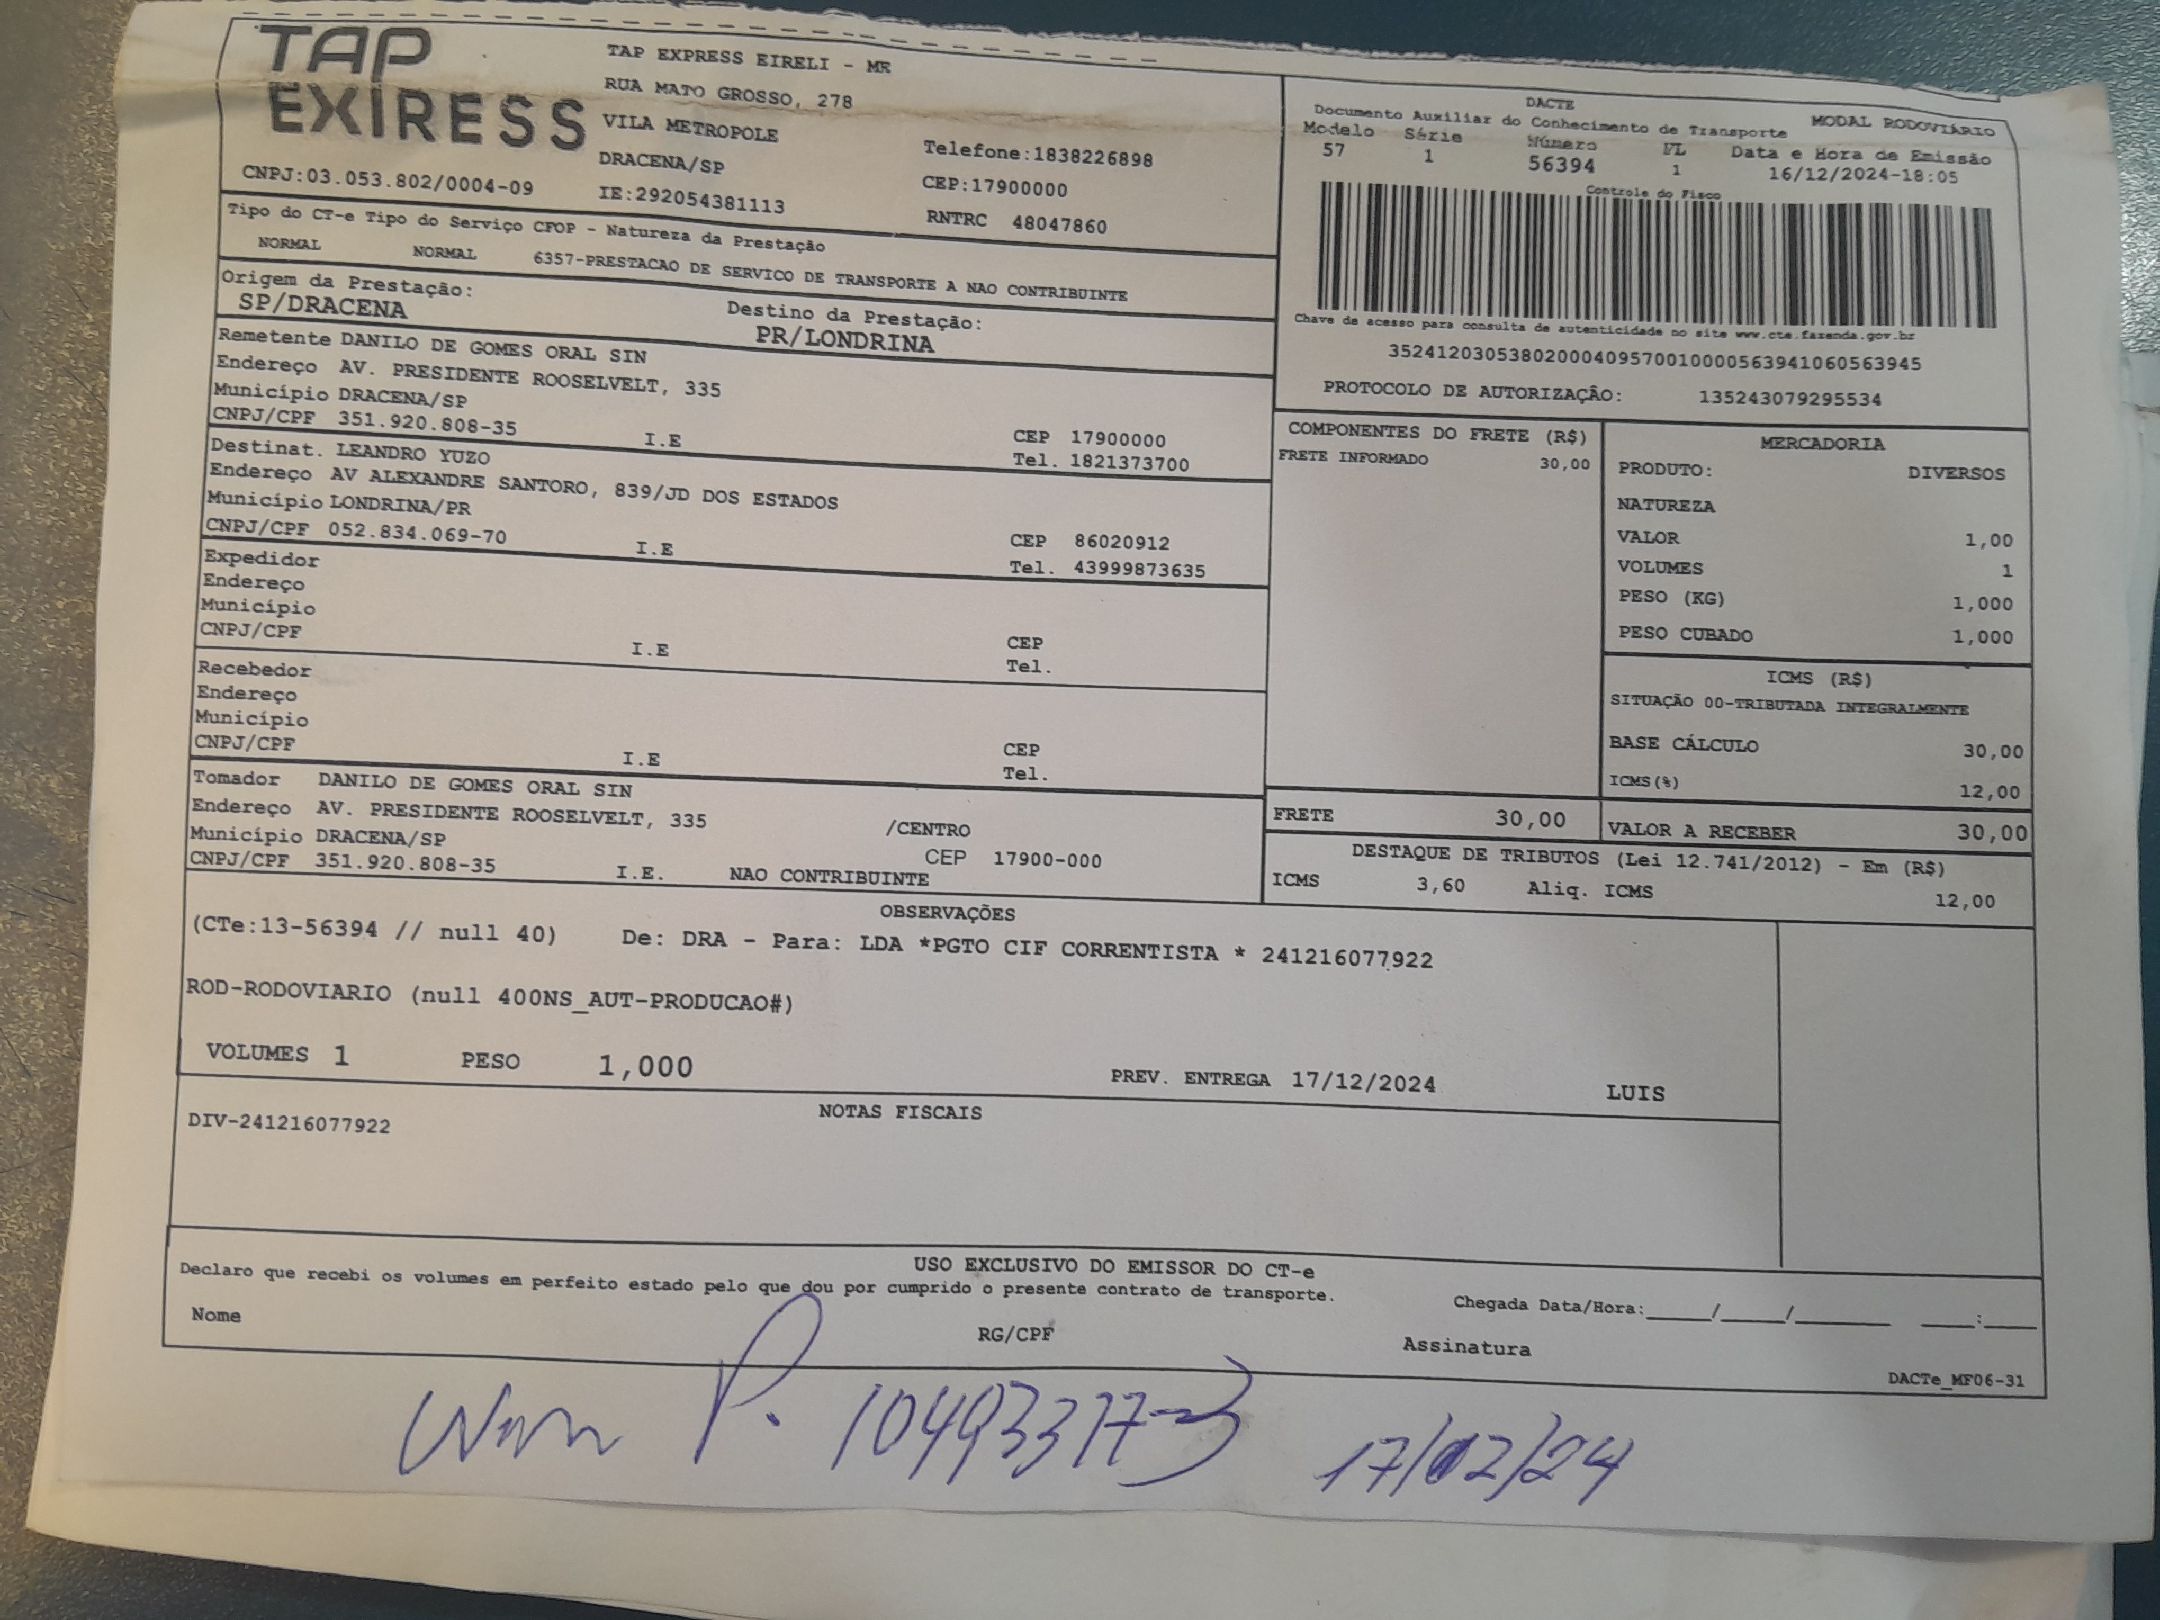 TAP
EXPRESS
TAP EXPRESS EIRELI - ME
RUA MATO GROSSO, 278
VILA METROPOLE
DRACENA/SP
Telefone:1838226898
CEP:17900000
CNPJ:03.053.802/0004-09
IE:292054381113
RNTRC 48047860
DACTE
Documento Auxiliar do Conhecimento de Transporte
MODAL RODOVIÁRIO
Modelo Série Número FL Data e Hora de Emissão
57 1 56394 1 16/12/2024-18:05
Controle do Fisco
Chave de acesso para consulta de autenticidade no site www.cte.fazenda.gov.br
35241203053802000409570010000563941060563945
PROTOCOLO DE AUTORIZAÇÃO: 135243079295534
Tipo do CT-e Tipo do Serviço CFOP - Natureza da Prestação
NORMAL NORMAL 6357-PRESTACAO DE SERVICO DE TRANSPORTE A NAO CONTRIBUINTE
Origem da Prestação:
SP/DRACENA
Destino da Prestação:
PR/LONDRINA
Remetente DANILO DE GOMES ORAL SIN
Endereço AV. PRESIDENTE ROOSELVELT, 335
Município DRACENA/SP
CNPJ/CPF 351.920.808-35 I.E
CEP 17900000
Tel. 1821373700
Destinat. LEANDRO YUZO
Endereço AV ALEXANDRE SANTORO, 839/JD DOS ESTADOS
Município LONDRINA/PR
CNPJ/CPF 052.834.069-70 I.E
CEP 86020912
Tel. 43999873635
Expedidor
Endereço
Município
CNPJ/CPF I.E
CEP
Tel.
Recebedor
Endereço
Município
CNPJ/CPF I.E
CEP
Tel.
Tomador DANILO DE GOMES ORAL SIN
Endereço AV. PRESIDENTE ROOSELVELT, 335 /CENTRO
Município DRACENA/SP CEP 17900-000
CNPJ/CPF 351.920.808-35 I.E. NAO CONTRIBUINTE
COMPONENTES DO FRETE (R$)
FRETE INFORMADO 30,00
MERCADORIA
PRODUTO: DIVERSOS
NATUREZA
VALOR 1,00
VOLUMES 1
PESO (KG) 1,000
PESO CUBADO 1,000
ICMS (R$)
SITUAÇÃO 00-TRIBUTADA INTEGRALMENTE
BASE CÁLCULO 30,00
ICMS(%) 12,00
FRETE 30,00
VALOR A RECEBER 30,00
DESTAQUE DE TRIBUTOS (Lei 12.741/2012) - Em (R$)
ICMS 3,60 Aliq. ICMS 12,00
OBSERVAÇÕES
(CTe:13-56394 // null 40) De: DRA - Para: LDA *PGTO CIF CORRENTISTA * 241216077922
ROD-RODOVIARIO (null 400NS_AUT-PRODUCAO#)
VOLUMES 1 PESO 1,000 PREV. ENTREGA 17/12/2024 LUIS
NOTAS FISCAIS
DIV-241216077922
USO EXCLUSIVO DO EMISSOR DO CT-e
Declaro que recebi os volumes em perfeito estado pelo que dou por cumprido o presente contrato de transporte.
Chegada Data/Hora:____/____/______ ___:___
Nome RG/CPF Assinatura
DACTe_MF06-31
P. 10493317-3 17/12/24